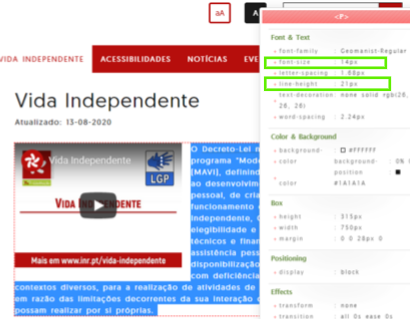 aA
A
<P>
Font & Text
font-family : Geomanist-Regular
font-size : 14px
letter-spacing : 1.68px
line-height : 21px
text-decoration: none solid rgb(26,
26, 26)
word-spacing : 2.24px
VIDA INDEPENDENTE
ACESSIBILIDADES
NOTÍCIAS
EVE
Vida Independente
Atualizado: 13-08-2020
Color & Background
background- : #FFFFFF
color background- : 0%
position
color : #1A1A1A
Vida Independente
LGP
VIDA INDEPENDENTE
Mais em www.inr.pt/vida-independente
O Decreto-Lei n
programa "Mode
(MAVI), definind
ao desenvolvim
pessoal, de cria
funcionamento
Independente,
elegibilidade e
técnicos e finan
assistência pess
disponibilização
com deficiência
contextos diversos, para a realização de atividades de
em razão das limitações decorrentes da sua interação
possam realizar por si próprias.
Box
height : 315px
width : 750px
margin : 0 0 28px 0
Positioning
display : block
Effects
transform : none
transition : all 0s ease 0s